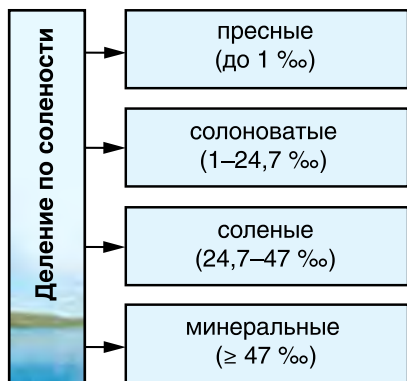 Деление по солености
пресные
(до 1 ‰)
солоноватые
(1–24,7 ‰)
соленые
(24,7–47 ‰)
минеральные
(≥ 47 ‰)